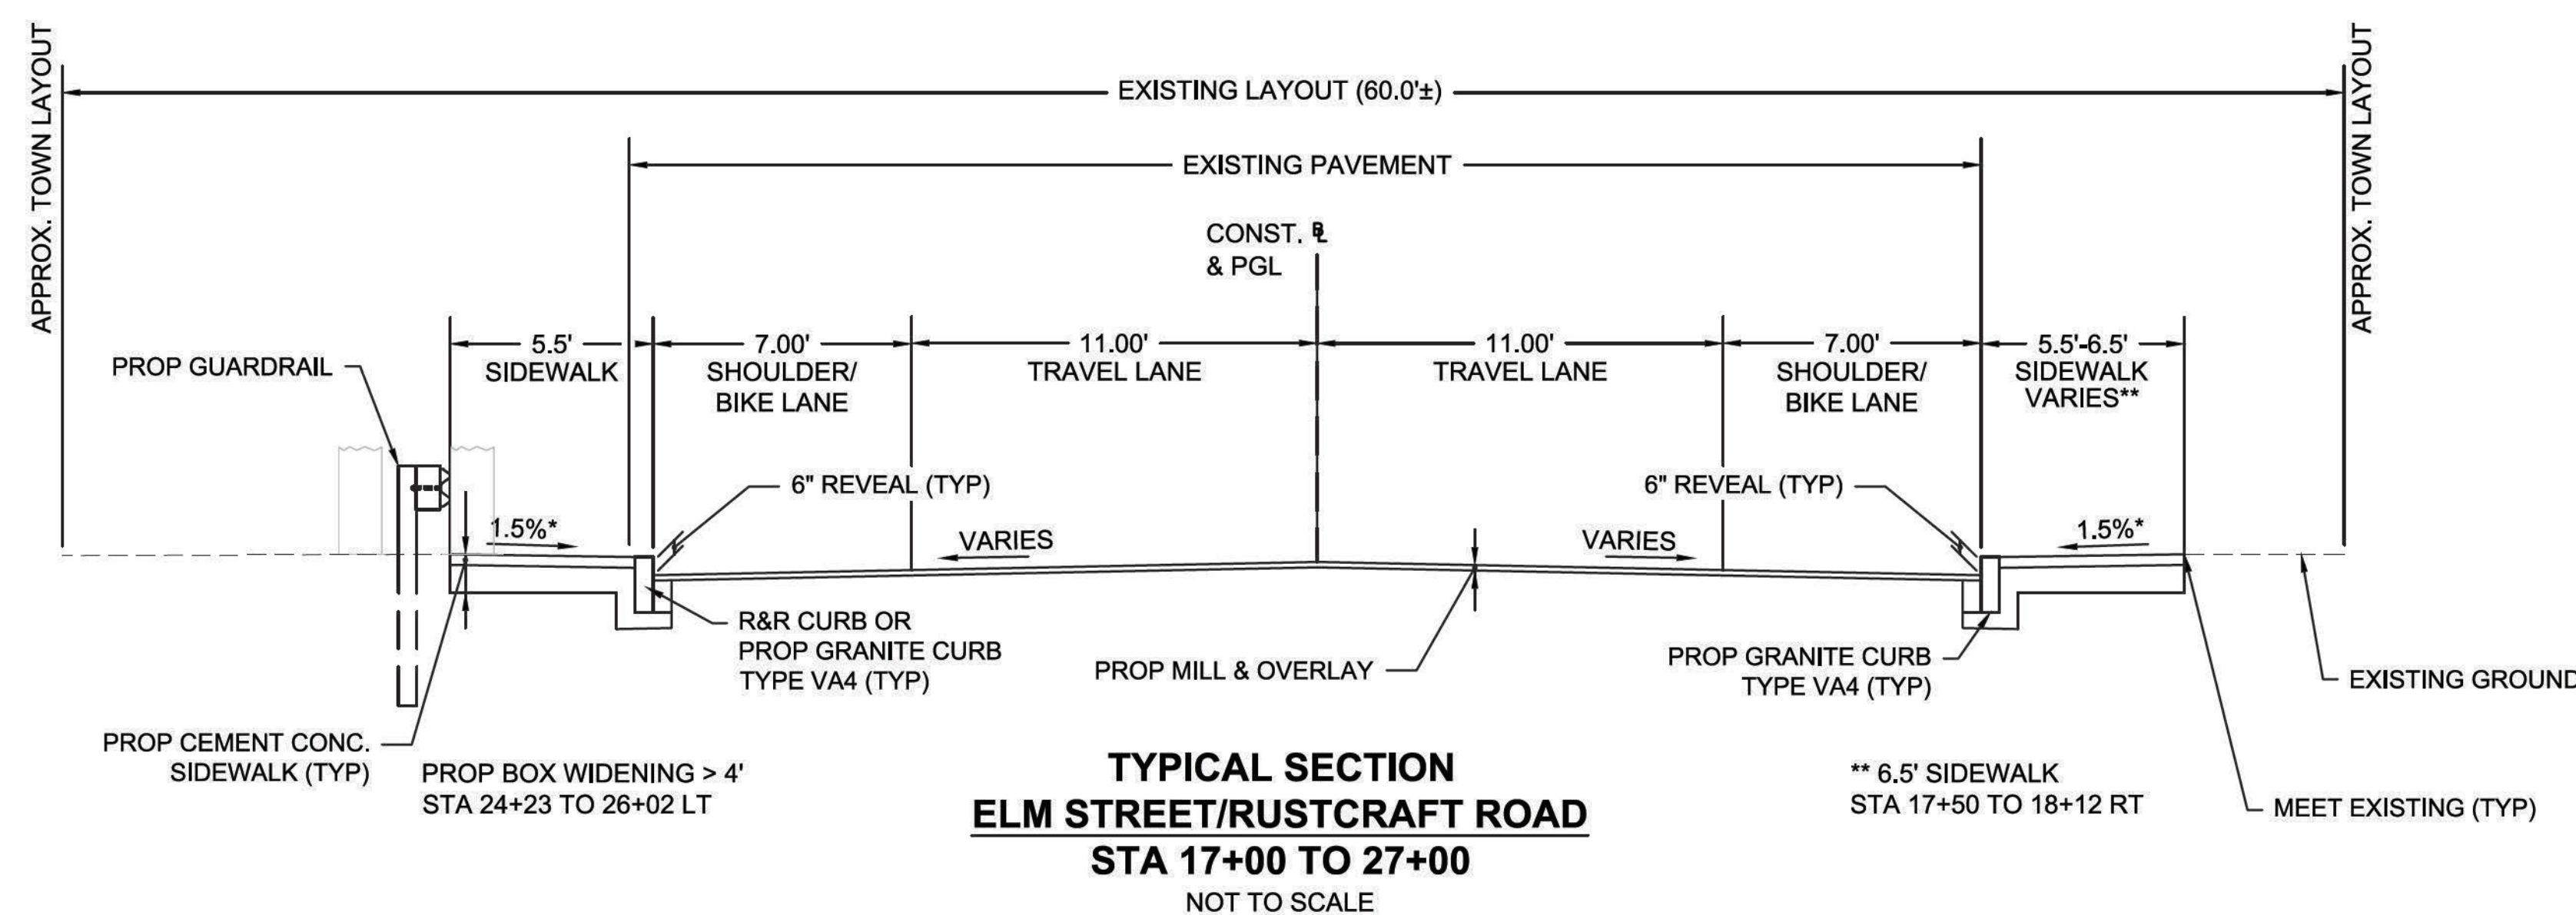 APPROX. TOWN LAYOUT
EXISTING LAYOUT (60.0'±)
APPROX. TOWN LAYOUT
EXISTING PAVEMENT
CONST. ℄
& PGL
5.5'
SIDEWALK
7.00'
SHOULDER/
BIKE LANE
11.00'
TRAVEL LANE
11.00'
TRAVEL LANE
7.00'
SHOULDER/
BIKE LANE
5.5'-6.5'
SIDEWALK
VARIES**
PROP GUARDRAIL
6" REVEAL (TYP)
6" REVEAL (TYP)
1.5%*
VARIES
VARIES
1.5%*
R&R CURB OR
PROP GRANITE CURB
TYPE VA4 (TYP)
PROP MILL & OVERLAY
PROP GRANITE CURB
TYPE VA4 (TYP)
EXISTING GROUND
PROP CEMENT CONC.
SIDEWALK (TYP)
PROP BOX WIDENING > 4'
STA 24+23 TO 26+02 LT
** 6.5' SIDEWALK
STA 17+50 TO 18+12 RT
MEET EXISTING (TYP)
TYPICAL SECTION
ELM STREET/RUSTCRAFT ROAD
STA 17+00 TO 27+00
NOT TO SCALE